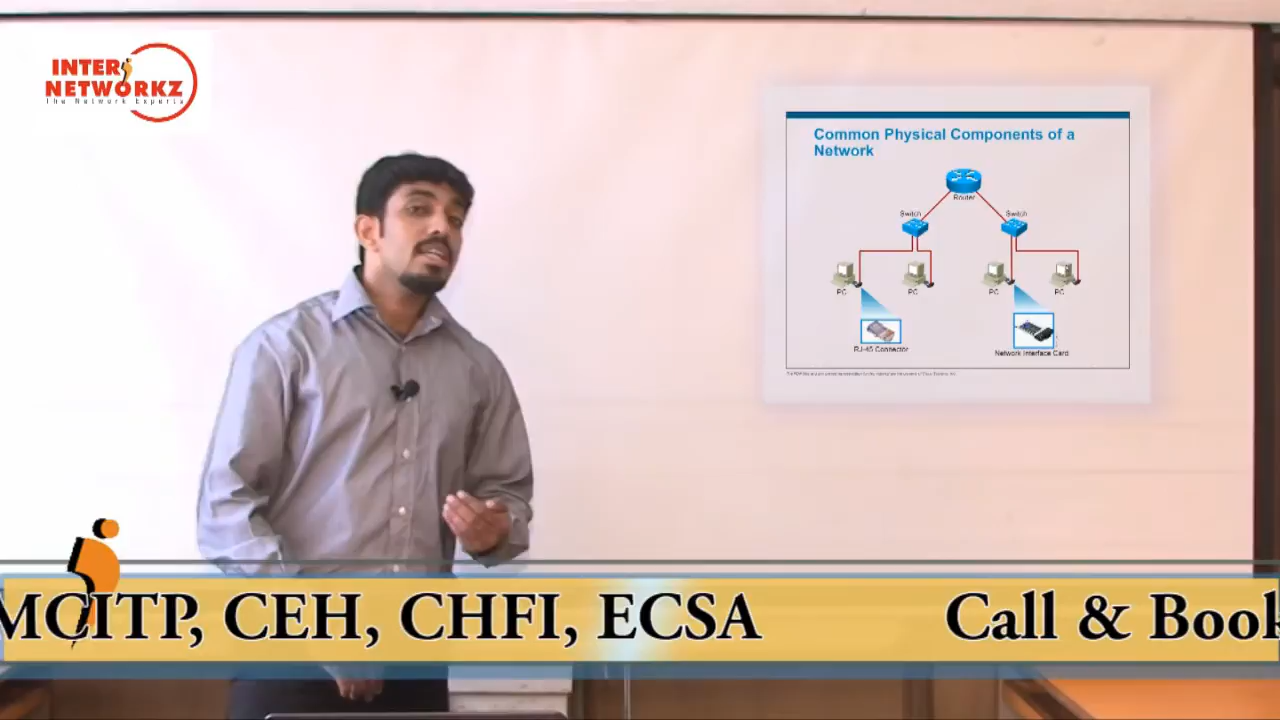 INTER
NETWORKZ
The Network Experts
Common Physical Components of a
Network
Router
Switch
Switch
PC
PC
PC
PC
RJ-45 Connector
Network Interface Card
MCITP, CEH, CHFI, ECSA
Call & Book